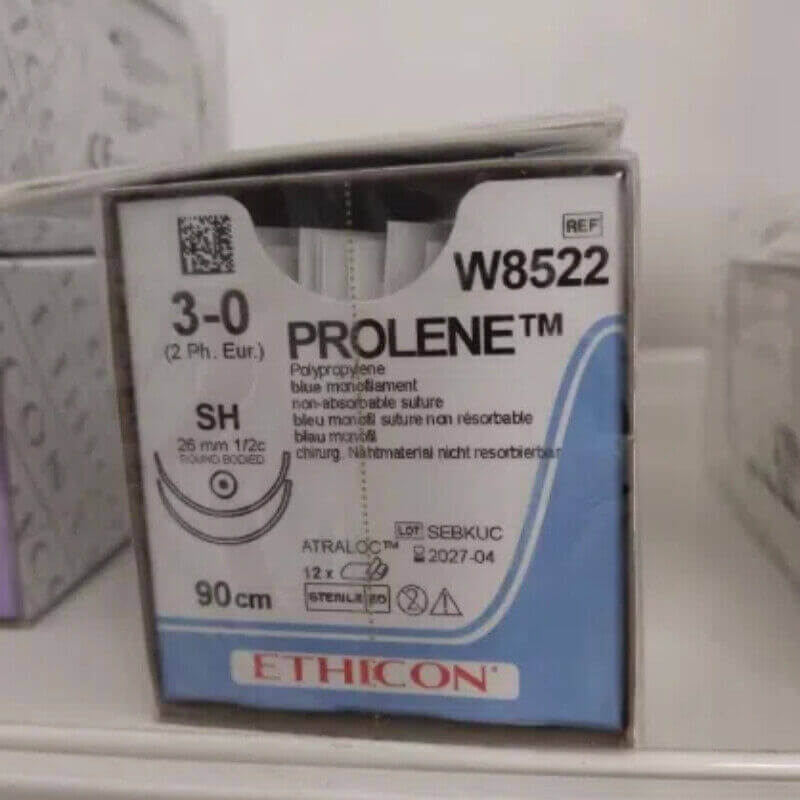 REF
W8522
3-0
(2 Ph. Eur.)
PROLENE™
Polypropylene
blue monofilament
non-absorbable suture
bleu monofil suture non résorbable
blau monofil
chirurg. Nahtmaterial nicht resorbierbar
SH
26 mm 1/2c
ROUND BODIED
ATRALOC™
LOT SEBKUC
2027-04
12 x
90 cm
STERILE EO
2
ETHICON